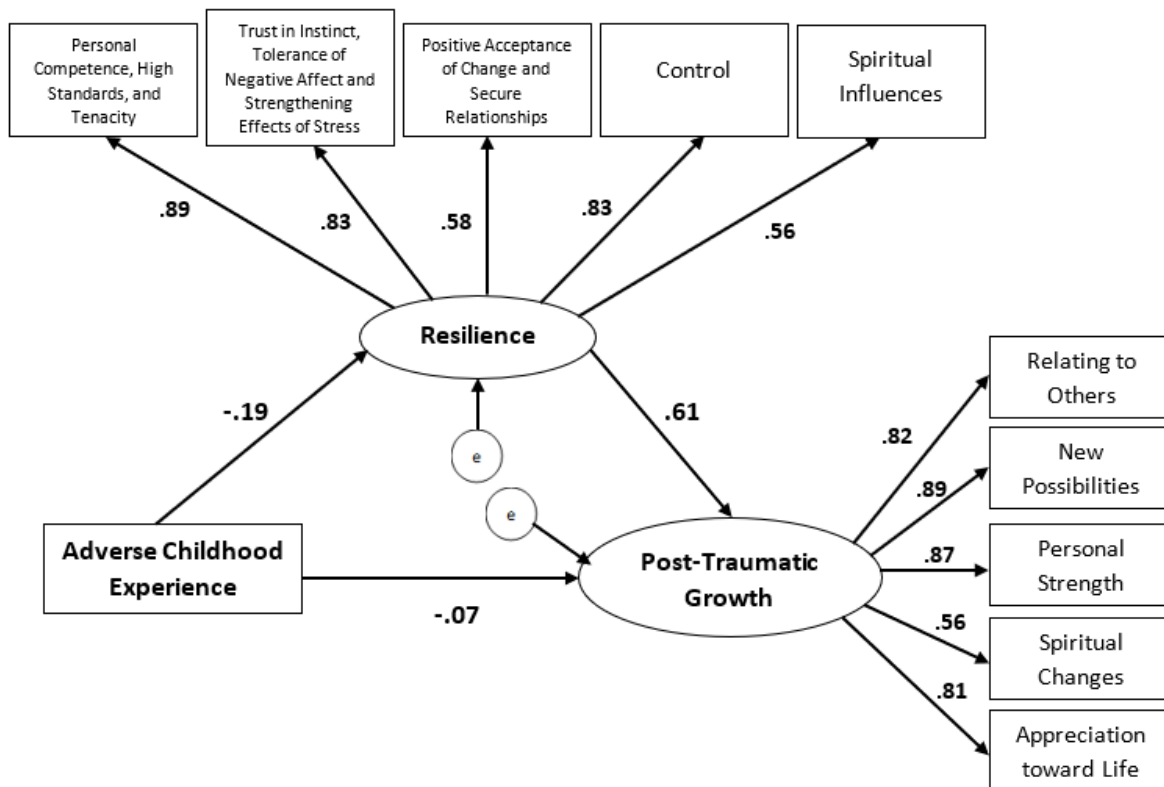 Personal
Competence, High
Standards, and
Tenacity
Trust in Instinct,
Tolerance of
Negative Affect and
Strengthening
Effects of Stress
Positive Acceptance
of Change and
Secure
Relationships
Control
Spiritual
Influences
.89
.83
.58
.83
.56
Resilience
-.19
.61
e
e
Adverse Childhood
Experience
-.07
Post-Traumatic
Growth
.82
.89
.87
.56
.81
Relating to
Others
New
Possibilities
Personal
Strength
Spiritual
Changes
Appreciation
toward Life